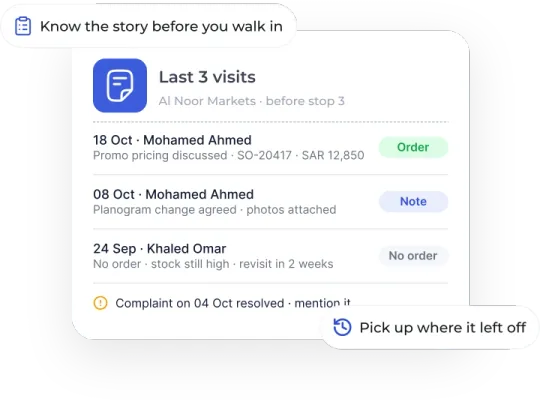 Know the story before you walk in
Last 3 visits
Al Noor Markets · before stop 3
18 Oct · Mohamed Ahmed
Promo pricing discussed · SO-20417 · SAR 12,850
Order
08 Oct · Mohamed Ahmed
Planogram change agreed · photos attached
Note
24 Sep · Khaled Omar
No order · stock still high · revisit in 2 weeks
No order
Complaint on 04 Oct resolved · mention it
Pick up where it left off